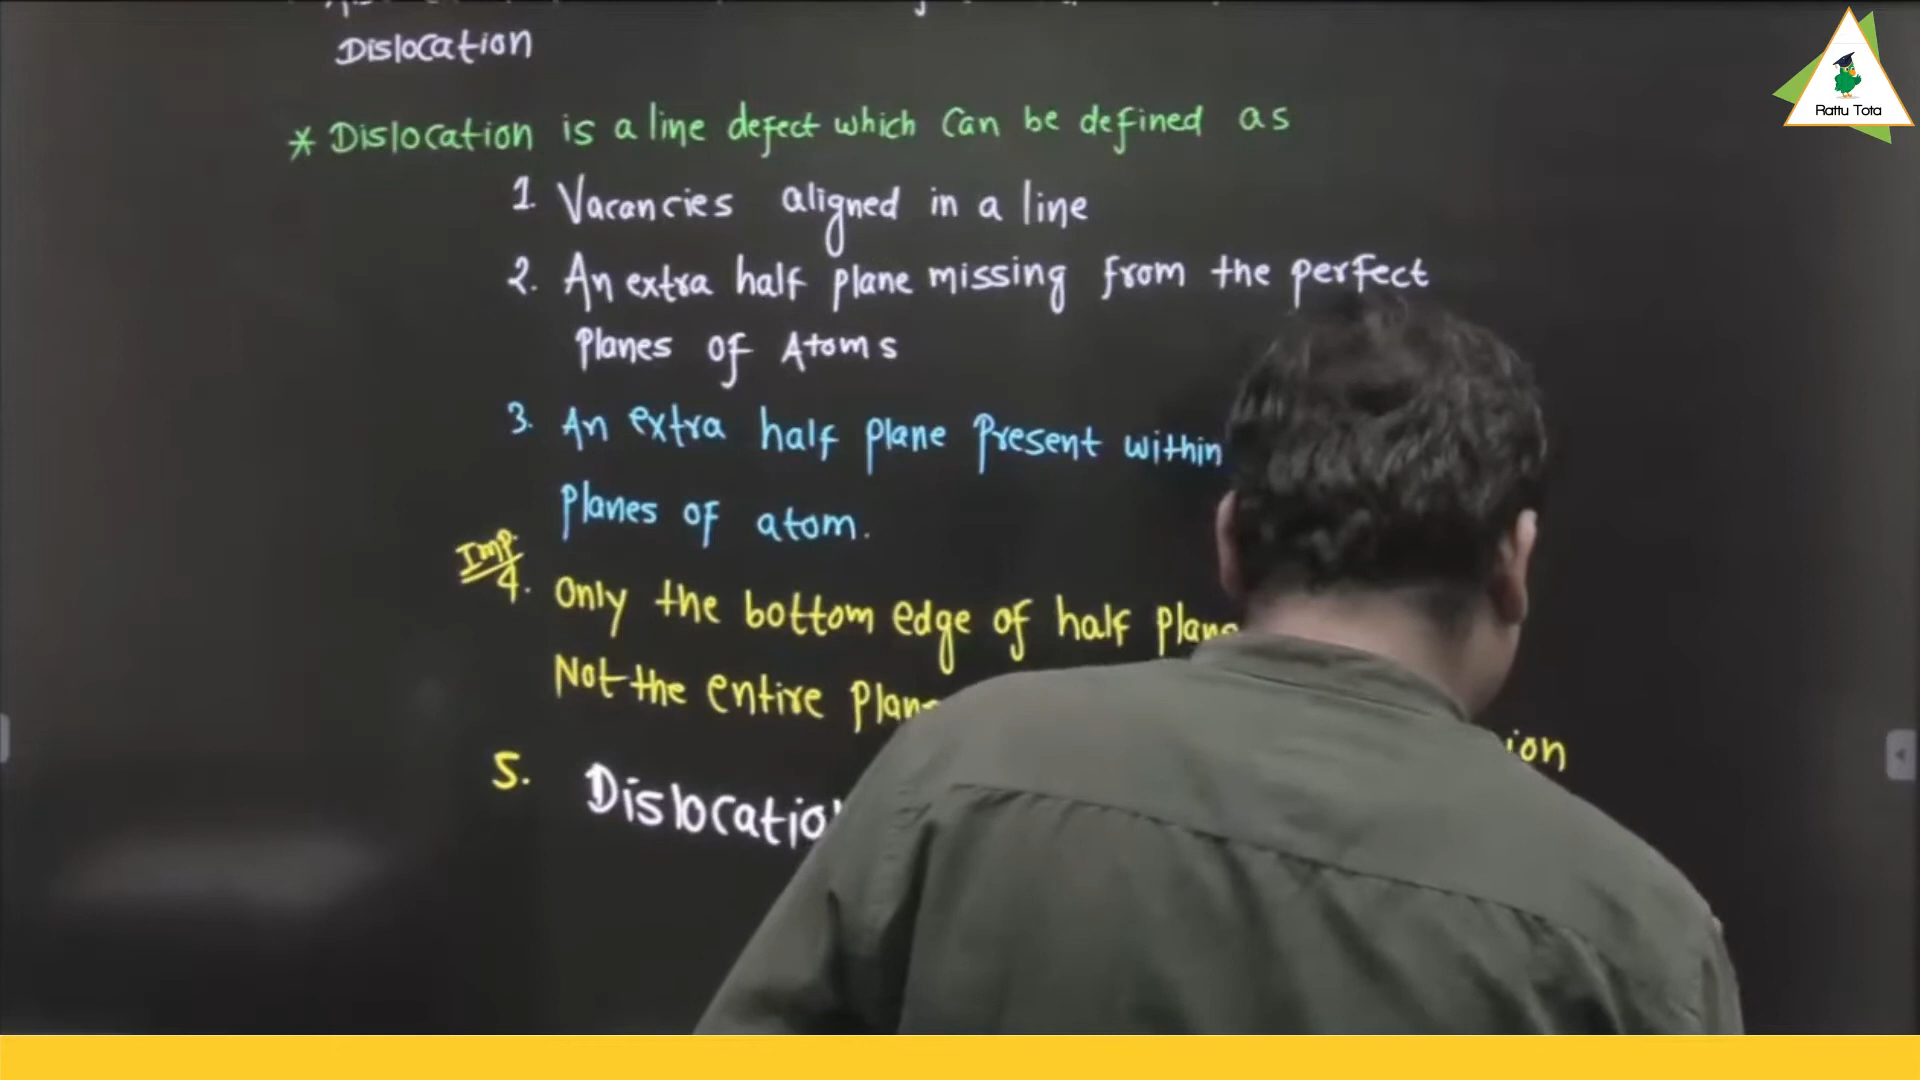 Dislocation
Rattu Tota
* Dislocation is a line defect which can be defined as
1. Vacancies aligned in a line
2. An extra half plane missing from the perfect
Planes of Atoms
3. An extra half plane Present within
Planes of atom.
Imp.
4. Only the bottom edge of half
Not the entire
5.